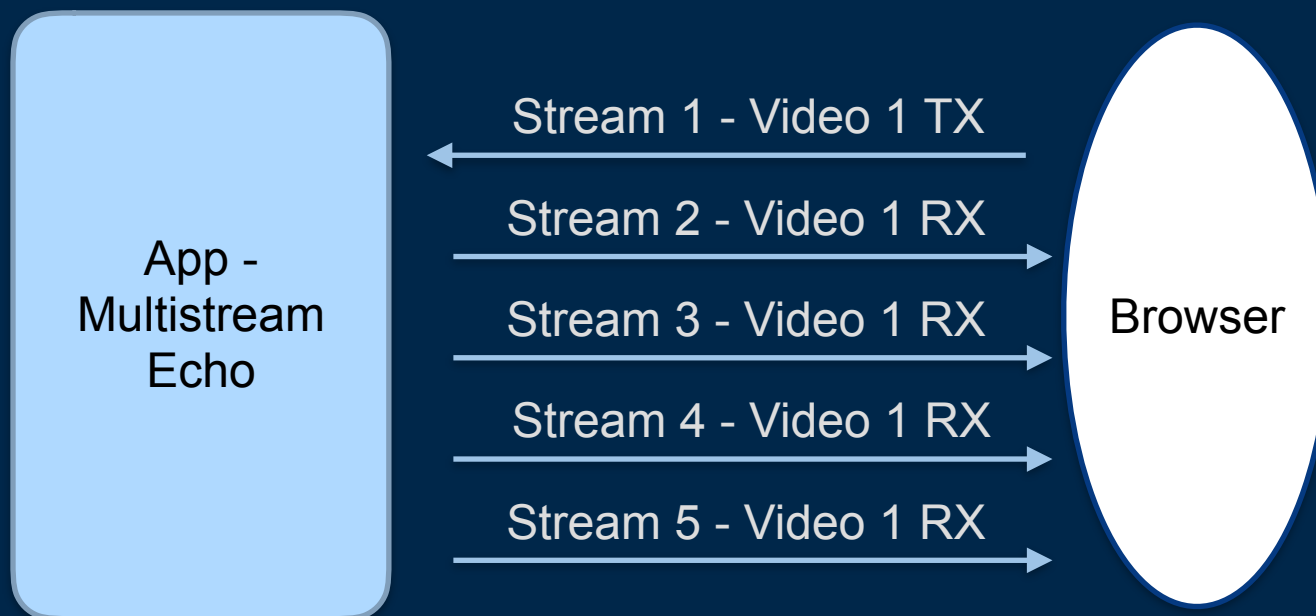 App -
Multistream
Echo
Stream 1 - Video 1 TX
Stream 2 - Video 1 RX
Stream 3 - Video 1 RX
Stream 4 - Video 1 RX
Stream 5 - Video 1 RX
Browser